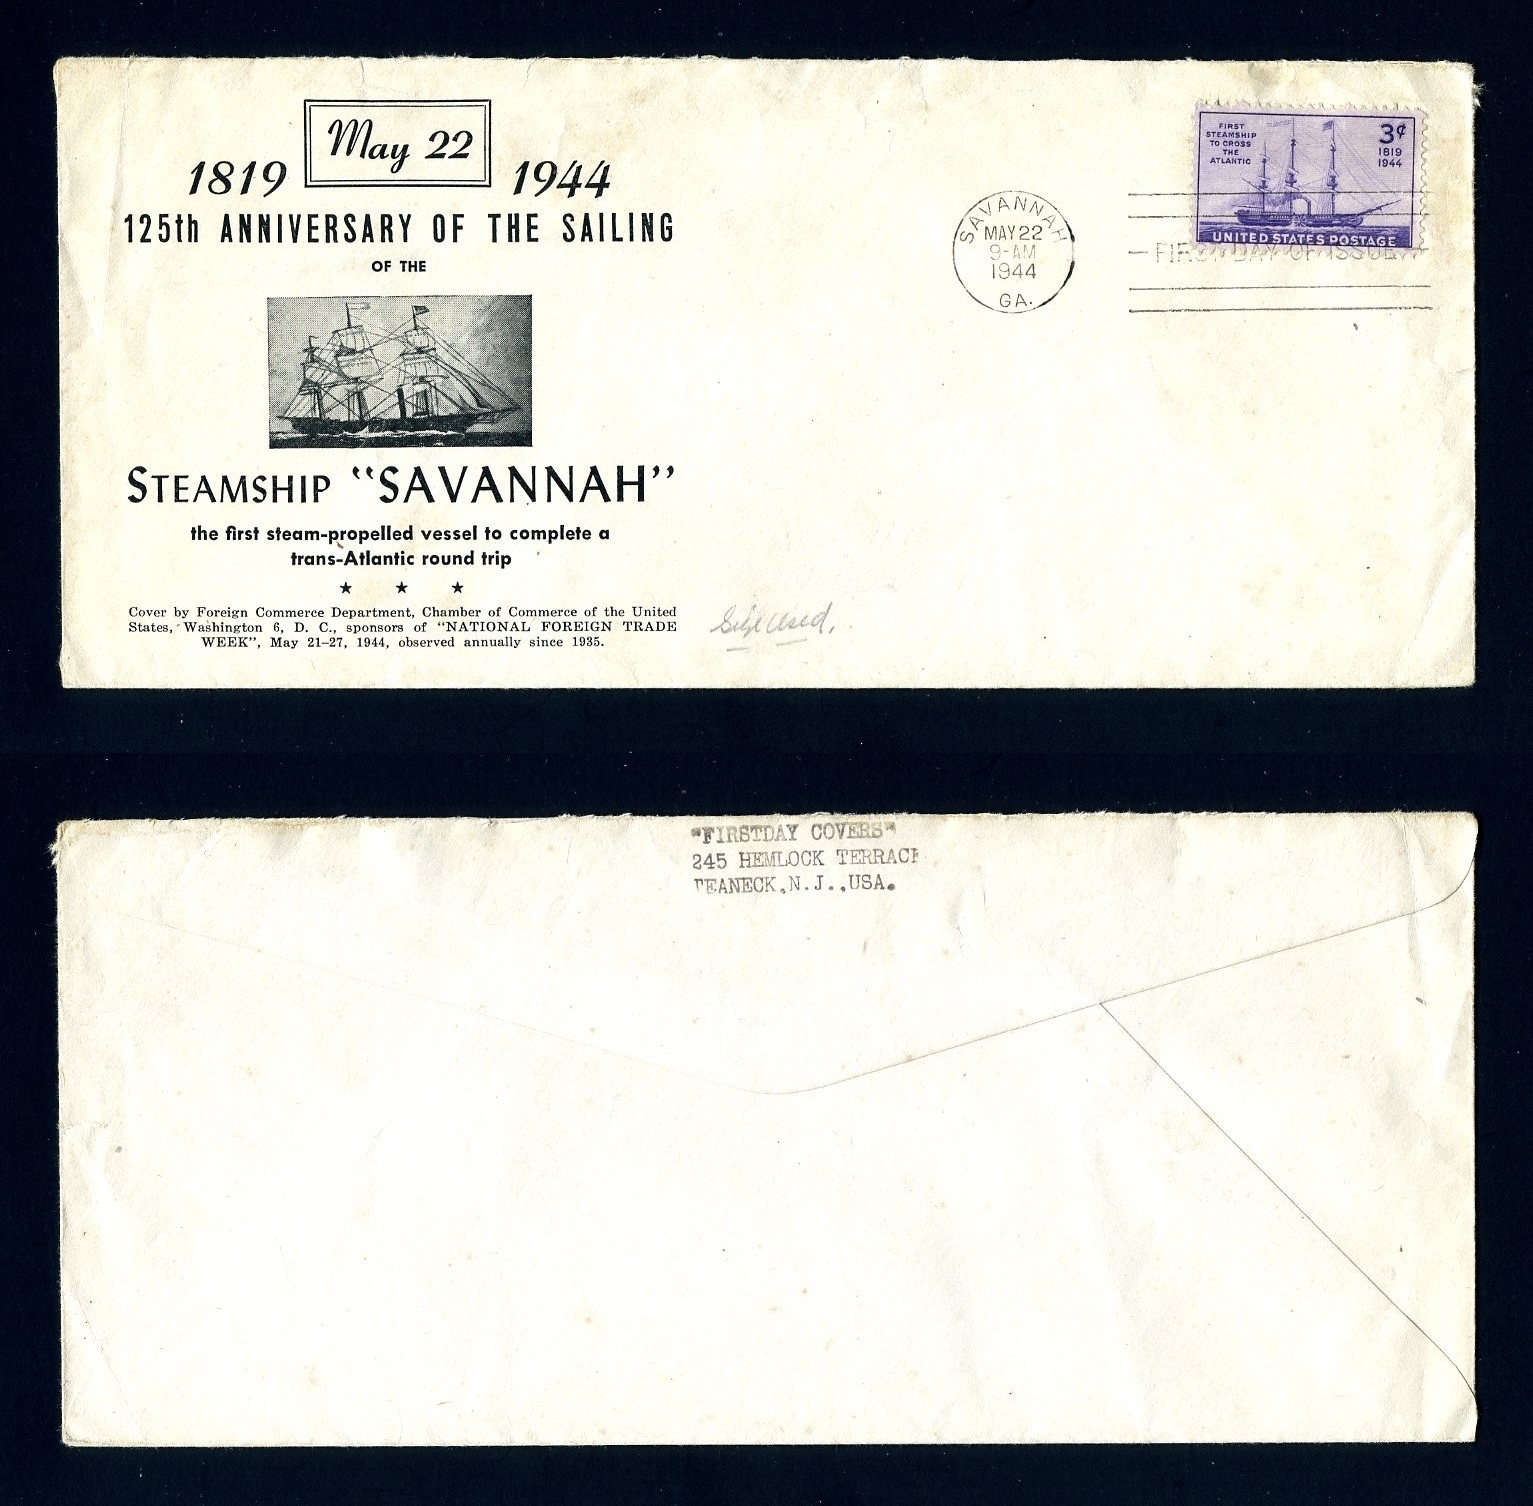 May 22
1819 1944
125th ANNIVERSARY OF THE SAILING
OF THE
STEAMSHIP "SAVANNAH"
the first steam-propelled vessel to complete a
trans-Atlantic round trip
★ ★ ★
Cover by Foreign Commerce Department, Chamber of Commerce of the United
States, Washington 6, D. C., sponsors of "NATIONAL FOREIGN TRADE
WEEK", May 21–27, 1944, observed annually since 1935.
SAVANNAH
MAY 22
9-AM
1944
GA.
FIRST
STEAMSHIP
TO CROSS
THE
ATLANTIC
3¢
1819
1944
UNITED STATES POSTAGE
— FIRST DAY OF ISSUE
"FIRSTDAY COVERS"
245 HEMLOCK TERRACE
TEANECK, N.J., USA.